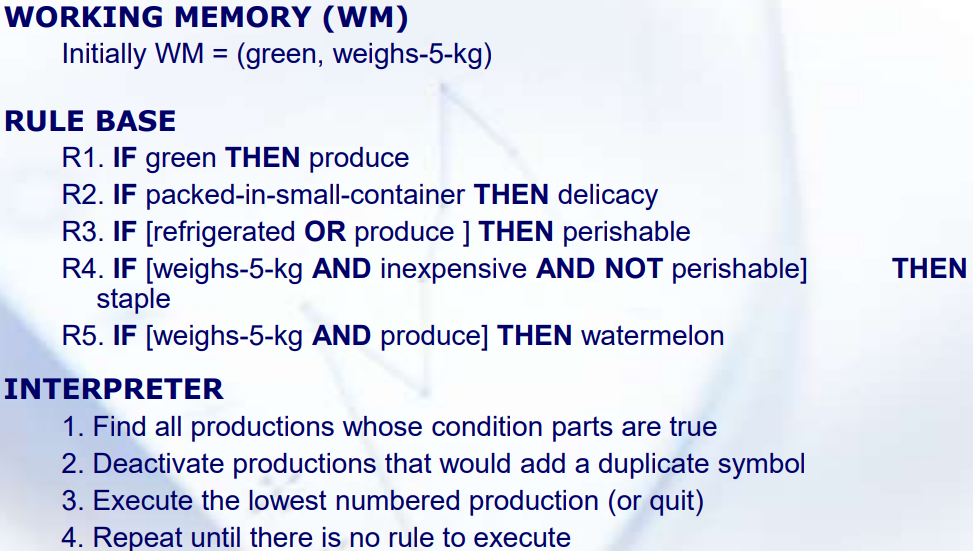 WORKING MEMORY (WM)
Initially WM = (green, weighs-5-kg)
RULE BASE
R1. IF green THEN produce
R2. IF packed-in-small-container THEN delicacy
R3. IF [refrigerated OR produce ] THEN perishable
R4. IF [weighs-5-kg AND inexpensive AND NOT perishable] THEN
staple
R5. IF [weighs-5-kg AND produce] THEN watermelon
INTERPRETER
1. Find all productions whose condition parts are true
2. Deactivate productions that would add a duplicate symbol
3. Execute the lowest numbered production (or quit)
4. Repeat until there is no rule to execute